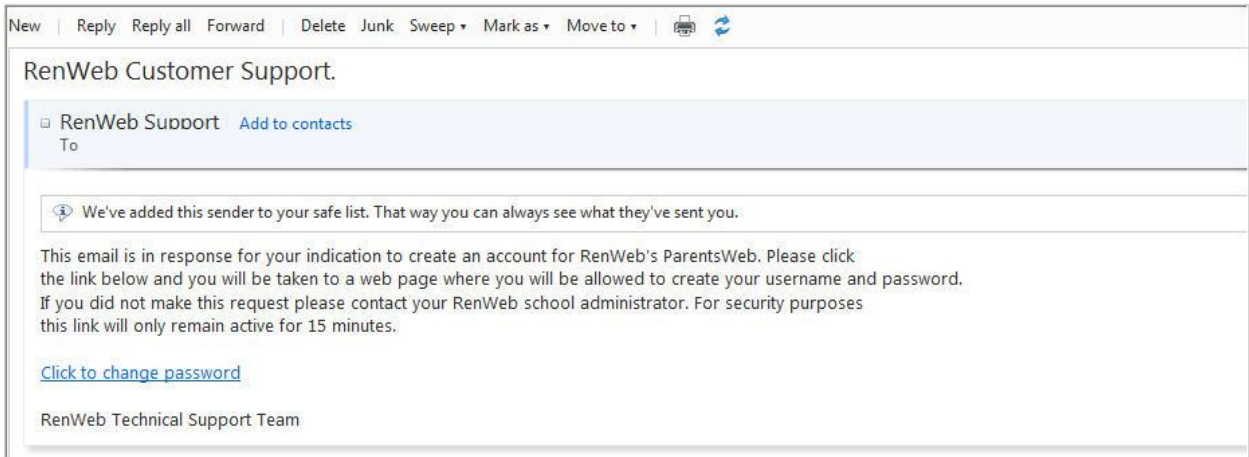 New | Reply Reply all Forward | Delete Junk Sweep ▾ Mark as ▾ Move to ▾ |
RenWeb Customer Support.
RenWeb Support Add to contacts
To
We've added this sender to your safe list. That way you can always see what they've sent you.
This email is in response for your indication to create an account for RenWeb's ParentsWeb. Please click
the link below and you will be taken to a web page where you will be allowed to create your username and password.
If you did not make this request please contact your RenWeb school administrator. For security purposes
this link will only remain active for 15 minutes.
Click to change password
RenWeb Technical Support Team